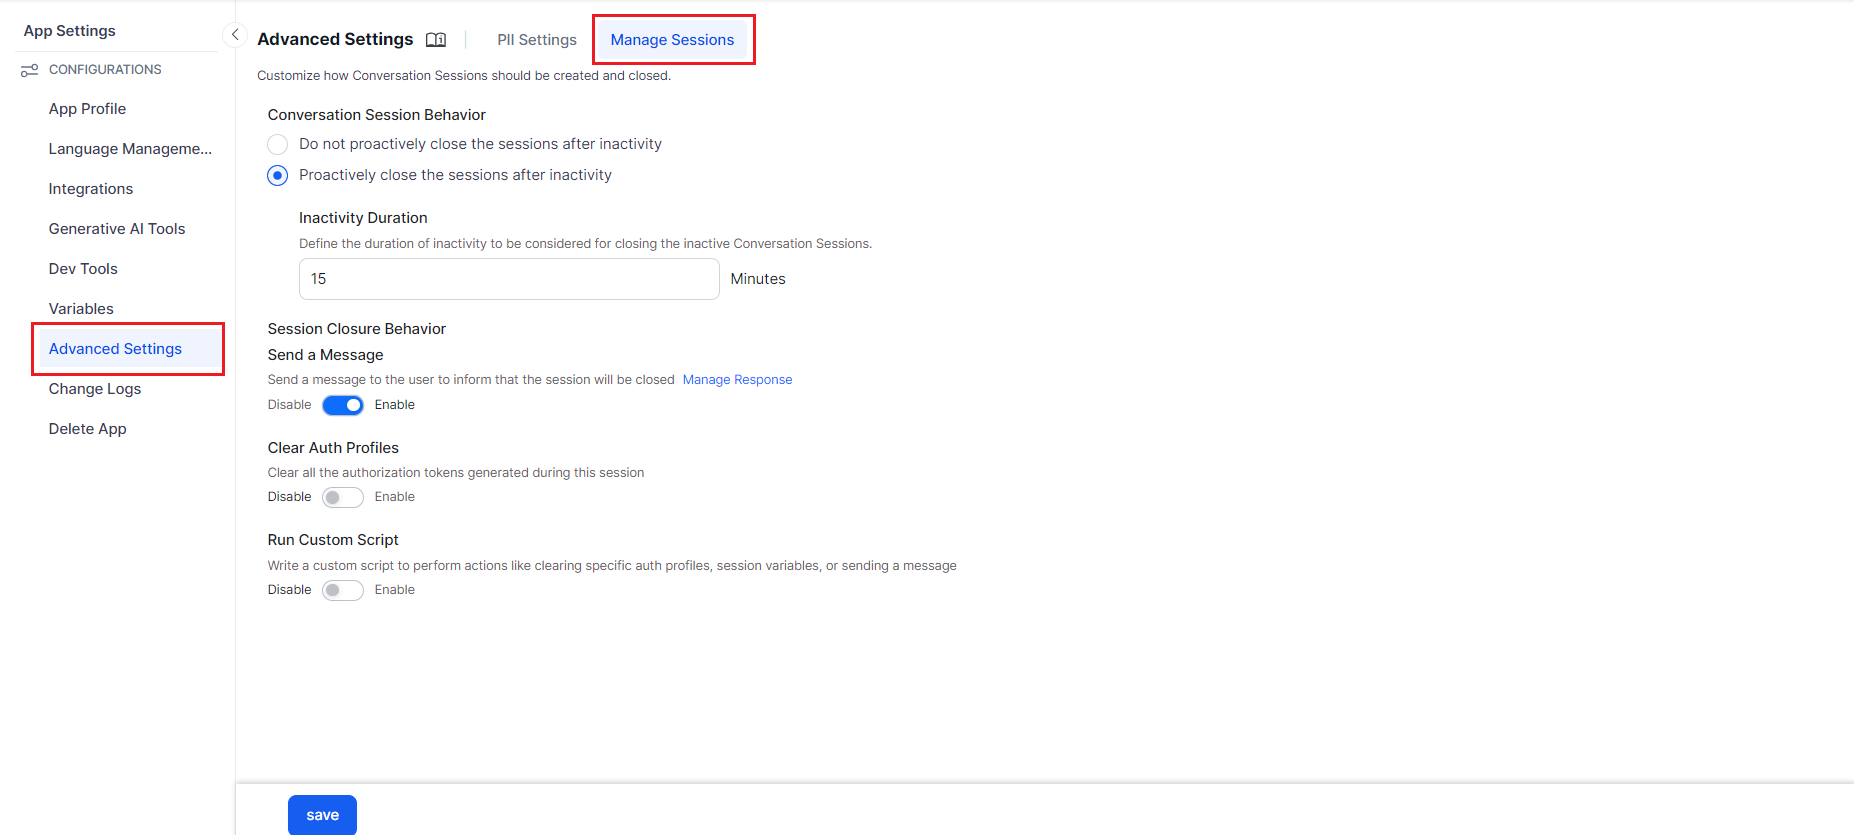 App Settings
CONFIGURATIONS
App Profile
Language Manageme...
Integrations
Generative AI Tools
Dev Tools
Variables
Advanced Settings
Change Logs
Delete App
Advanced Settings
PII Settings
Manage Sessions
Customize how Conversation Sessions should be created and closed.
Conversation Session Behavior
Do not proactively close the sessions after inactivity
Proactively close the sessions after inactivity
Inactivity Duration
Define the duration of inactivity to be considered for closing the inactive Conversation Sessions.
15 Minutes
Session Closure Behavior
Send a Message
Send a message to the user to inform that the session will be closed Manage Response
Disable Enable
Clear Auth Profiles
Clear all the authorization tokens generated during this session
Disable Enable
Run Custom Script
Write a custom script to perform actions like clearing specific auth profiles, session variables, or sending a message
Disable Enable
save